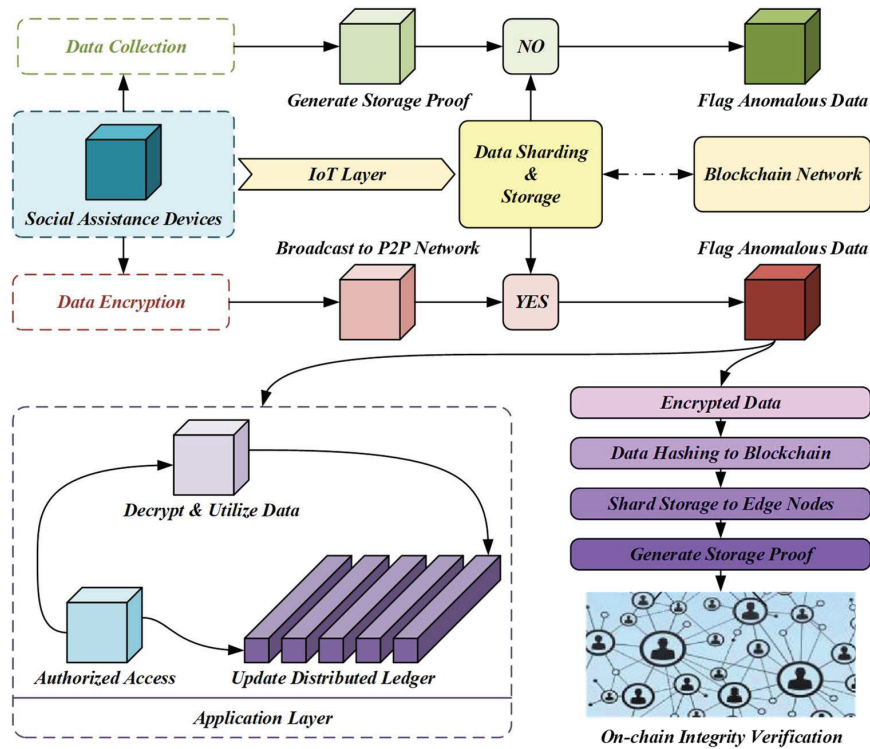 Data Collection
NO
Generate Storage Proof
Flag Anomalous Data
Social Assistance Devices
IoT Layer
Data Sharding
&
Storage
Blockchain Network
Broadcast to P2P Network
Flag Anomalous Data
Data Encryption
YES
Encrypted Data
Data Hashing to Blockchain
Shard Storage to Edge Nodes
Generate Storage Proof
Decrypt & Utilize Data
Authorized Access
Update Distributed Ledger
Application Layer
On-chain Integrity Verification